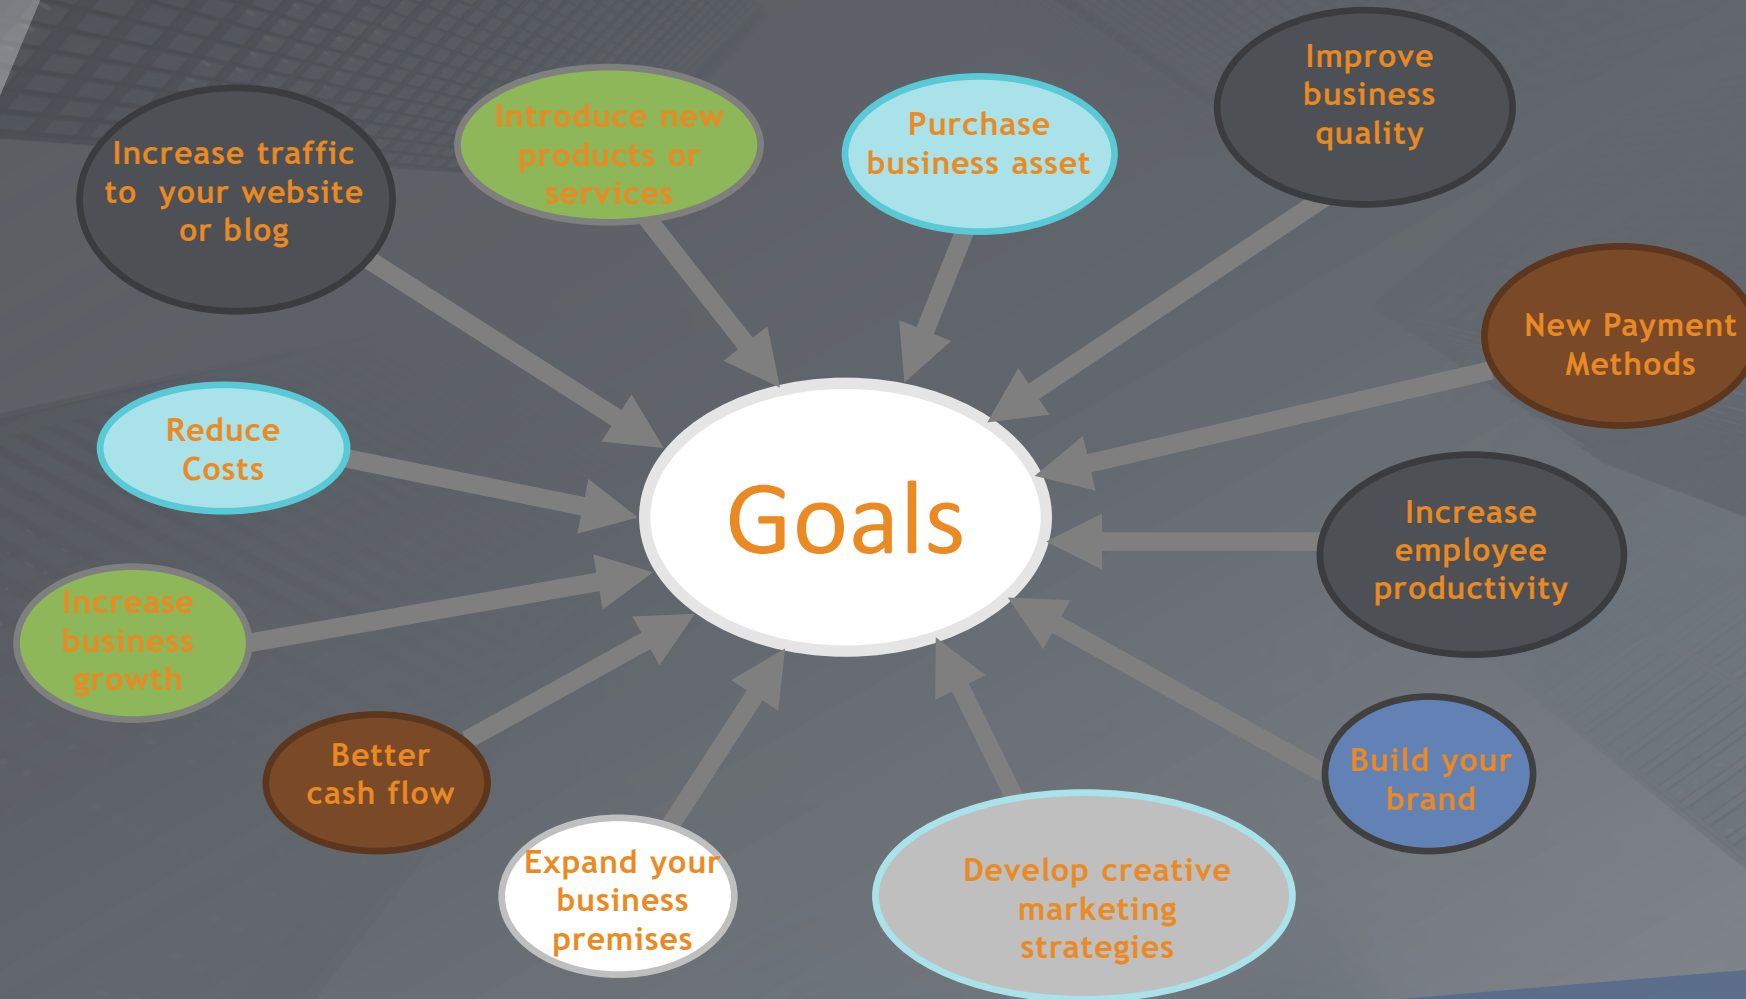 Improve
business
quality
Introduce new
products or
services
Purchase
business asset
Increase traffic
to  your website
or blog
New Payment
Methods
Reduce
Costs
Goals
Increase
employee
productivity
Increase
business
growth
Better
cash flow
Build your
brand
Expand your
business
premises
Develop creative
marketing
strategies